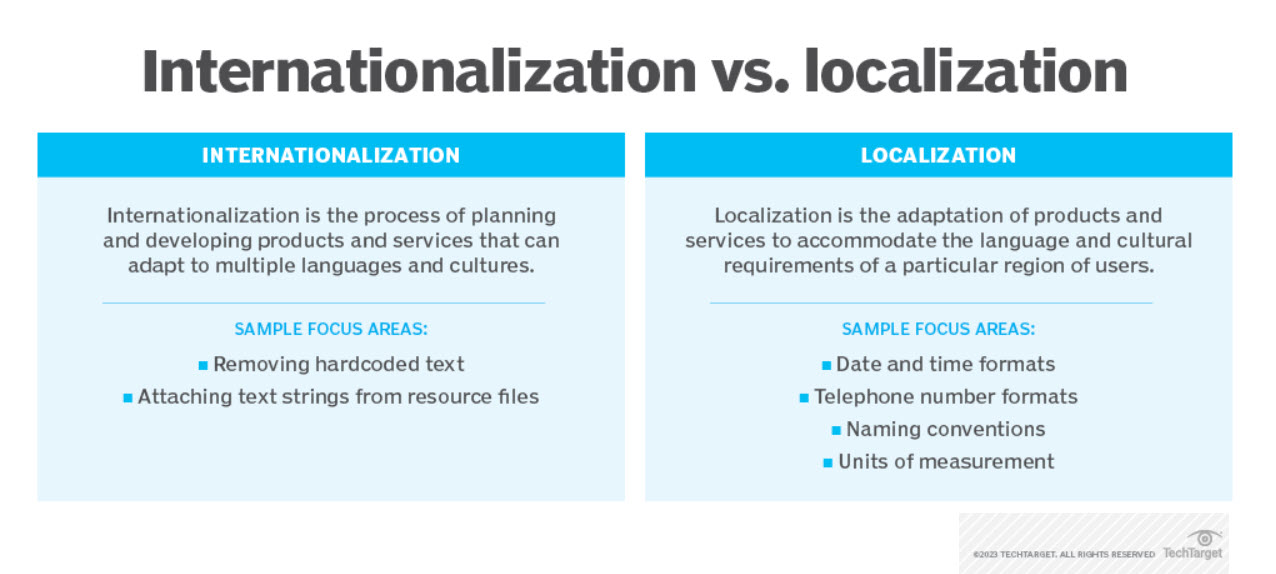 Internationalization vs. localization
INTERNATIONALIZATION
Internationalization is the process of planning
and developing products and services that can
adapt to multiple languages and cultures.
SAMPLE FOCUS AREAS:
Removing hardcoded text
Attaching text strings from resource files
LOCALIZATION
Localization is the adaptation of products and
services to accommodate the language and cultural
requirements of a particular region of users.
SAMPLE FOCUS AREAS:
Date and time formats
Telephone number formats
Naming conventions
Units of measurement
©2023 TECHTARGET. ALL RIGHTS RESERVED TechTarget